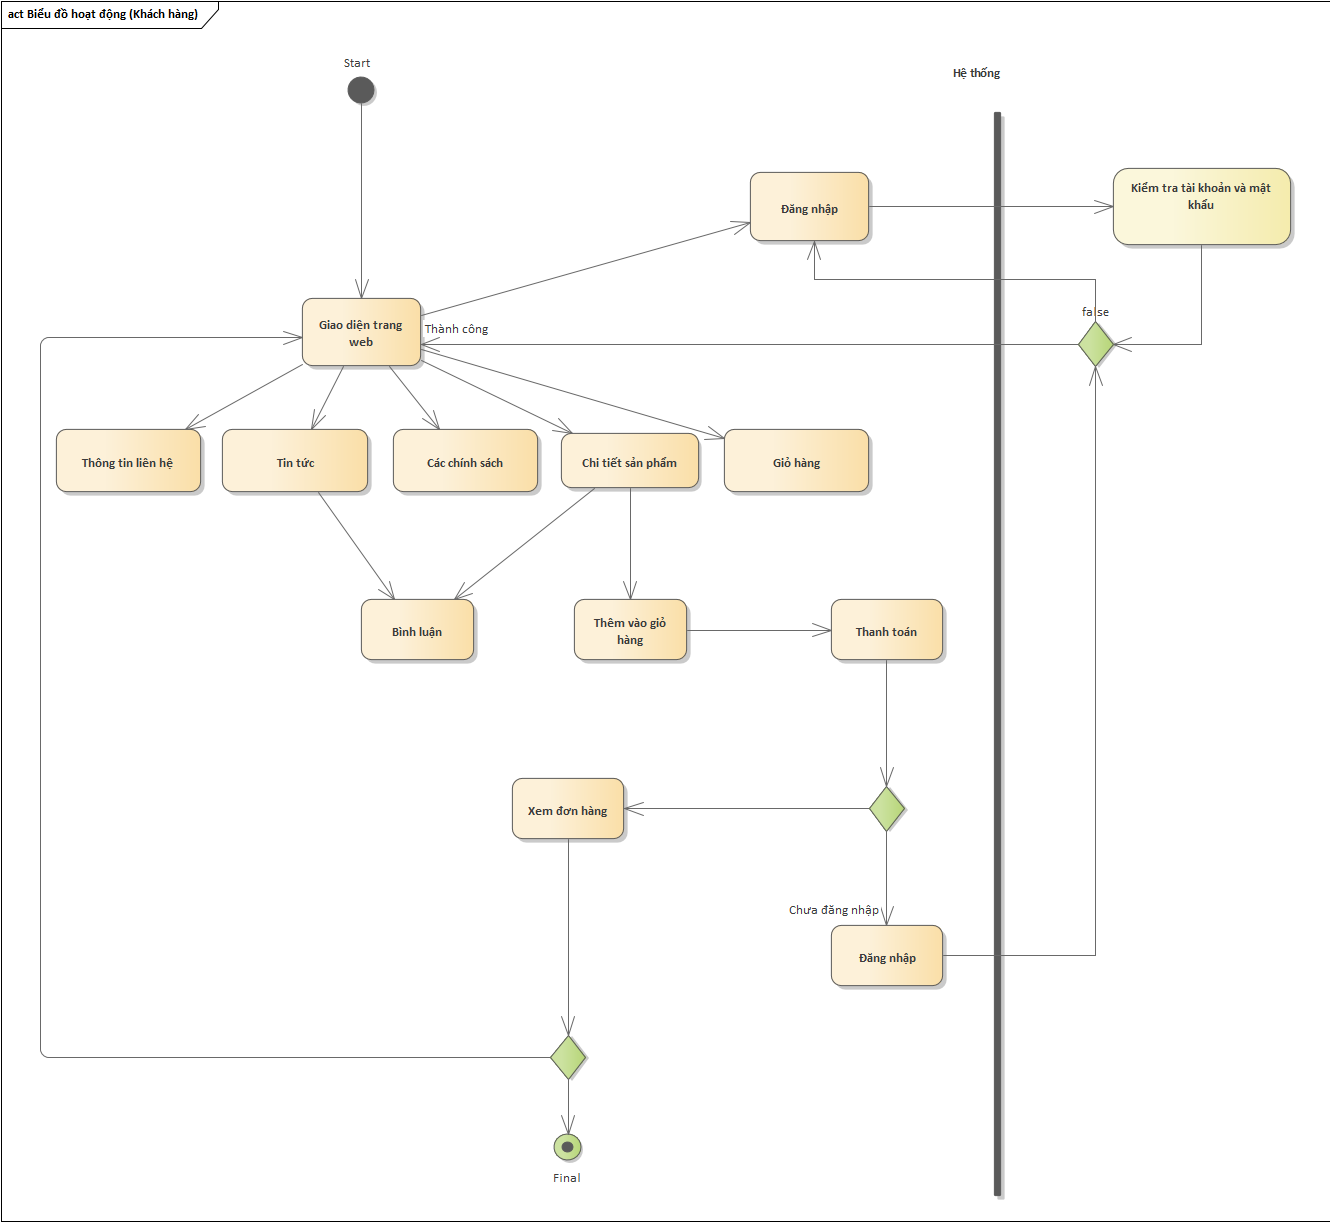 act Biểu đồ hoạt động (Khách hàng)
Start
Hệ thống
Đăng nhập
Kiểm tra tài khoản và mật
khẩu
false
Giao diện trang
web
Thành công
Thông tin liên hệ
Tin tức
Các chính sách
Chi tiết sản phẩm
Giỏ hàng
Bình luận
Thêm vào giỏ
hàng
Thanh toán
Xem đơn hàng
Chưa đăng nhập
Đăng nhập
Final